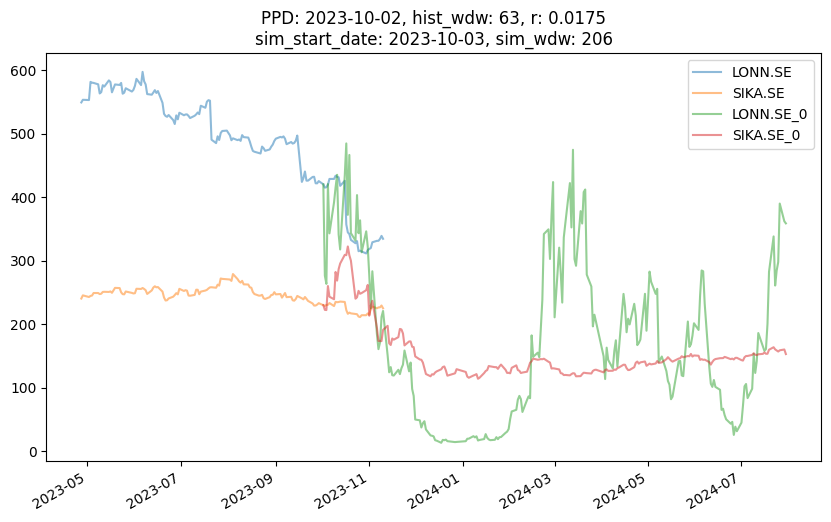 PPD: 2023-10-02, hist_wdw: 63, r: 0.0175
sim_start_date: 2023-10-03, sim_wdw: 206
LONN.SE
SIKA.SE
LONN.SE_0
SIKA.SE_0
600
500
400
300
200
100
0
2023-05
2023-07
2023-09
2023-11
2024-01
2024-03
2024-05
2024-07